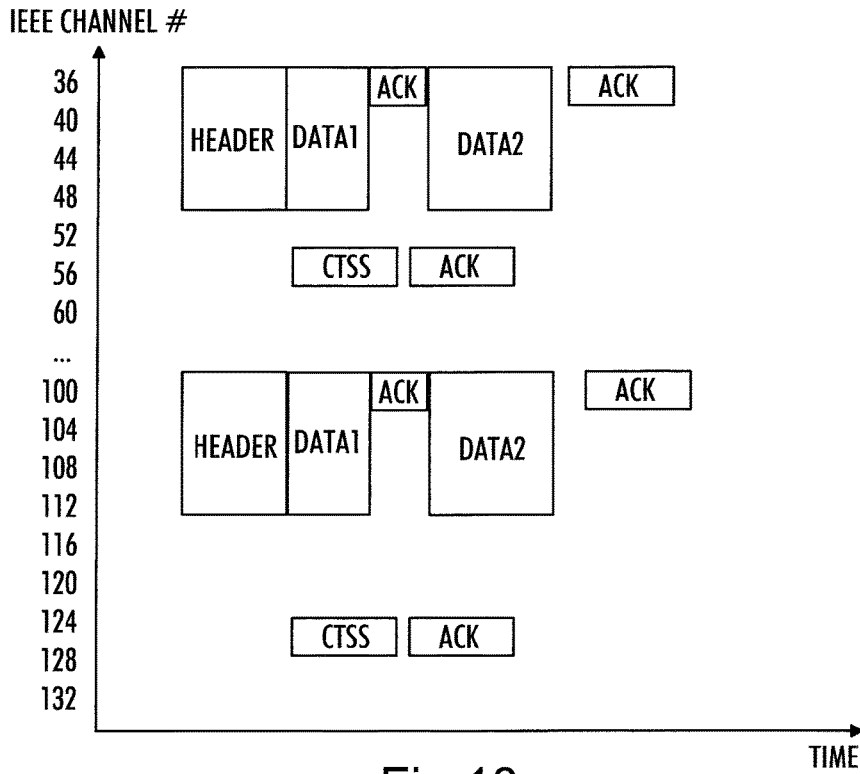 IEEE CHANNEL #
36
40
44
48
52
56
60
...
100
104
108
112
116
120
124
128
132
HEADER
DATA1
ACK
DATA2
ACK
CTSS
ACK
HEADER
DATA1
ACK
DATA2
ACK
CTSS
ACK
TIME